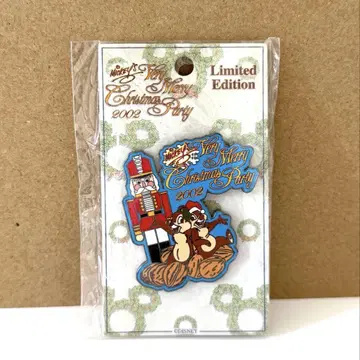 Mickey's
Very
Merry
Christmas
Party
2002
Limited
Edition
Mickey's
Very
Merry
Christmas
Party
2002
©DISNEY